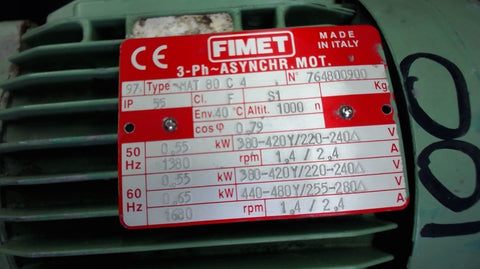 CE FIMET MADE IN ITALY
3-Ph~ASYNCHR. MOT.
97. Type MAT 80 C 4 N° 764800900
IP 55 Cl. F S1 Kg
Env. 40 °C Altit. 1000 m
cos φ 0,79
50 Hz 0,55 kW 380-420Y/220-240△ V
1380 rpm 1,4 / 2,4 A
60 Hz 0,55 kW 380-420Y/220-240△ V
0,65 kW 440-480Y/255-280△ V
1680 rpm 1,4 / 2,4 A
100